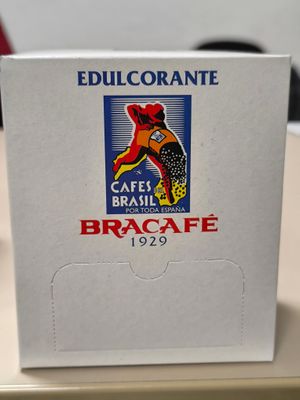 EDULCORANTE
CAFES
BRASIL
POR TODA ESPAÑA
BRACAFÉ
1929